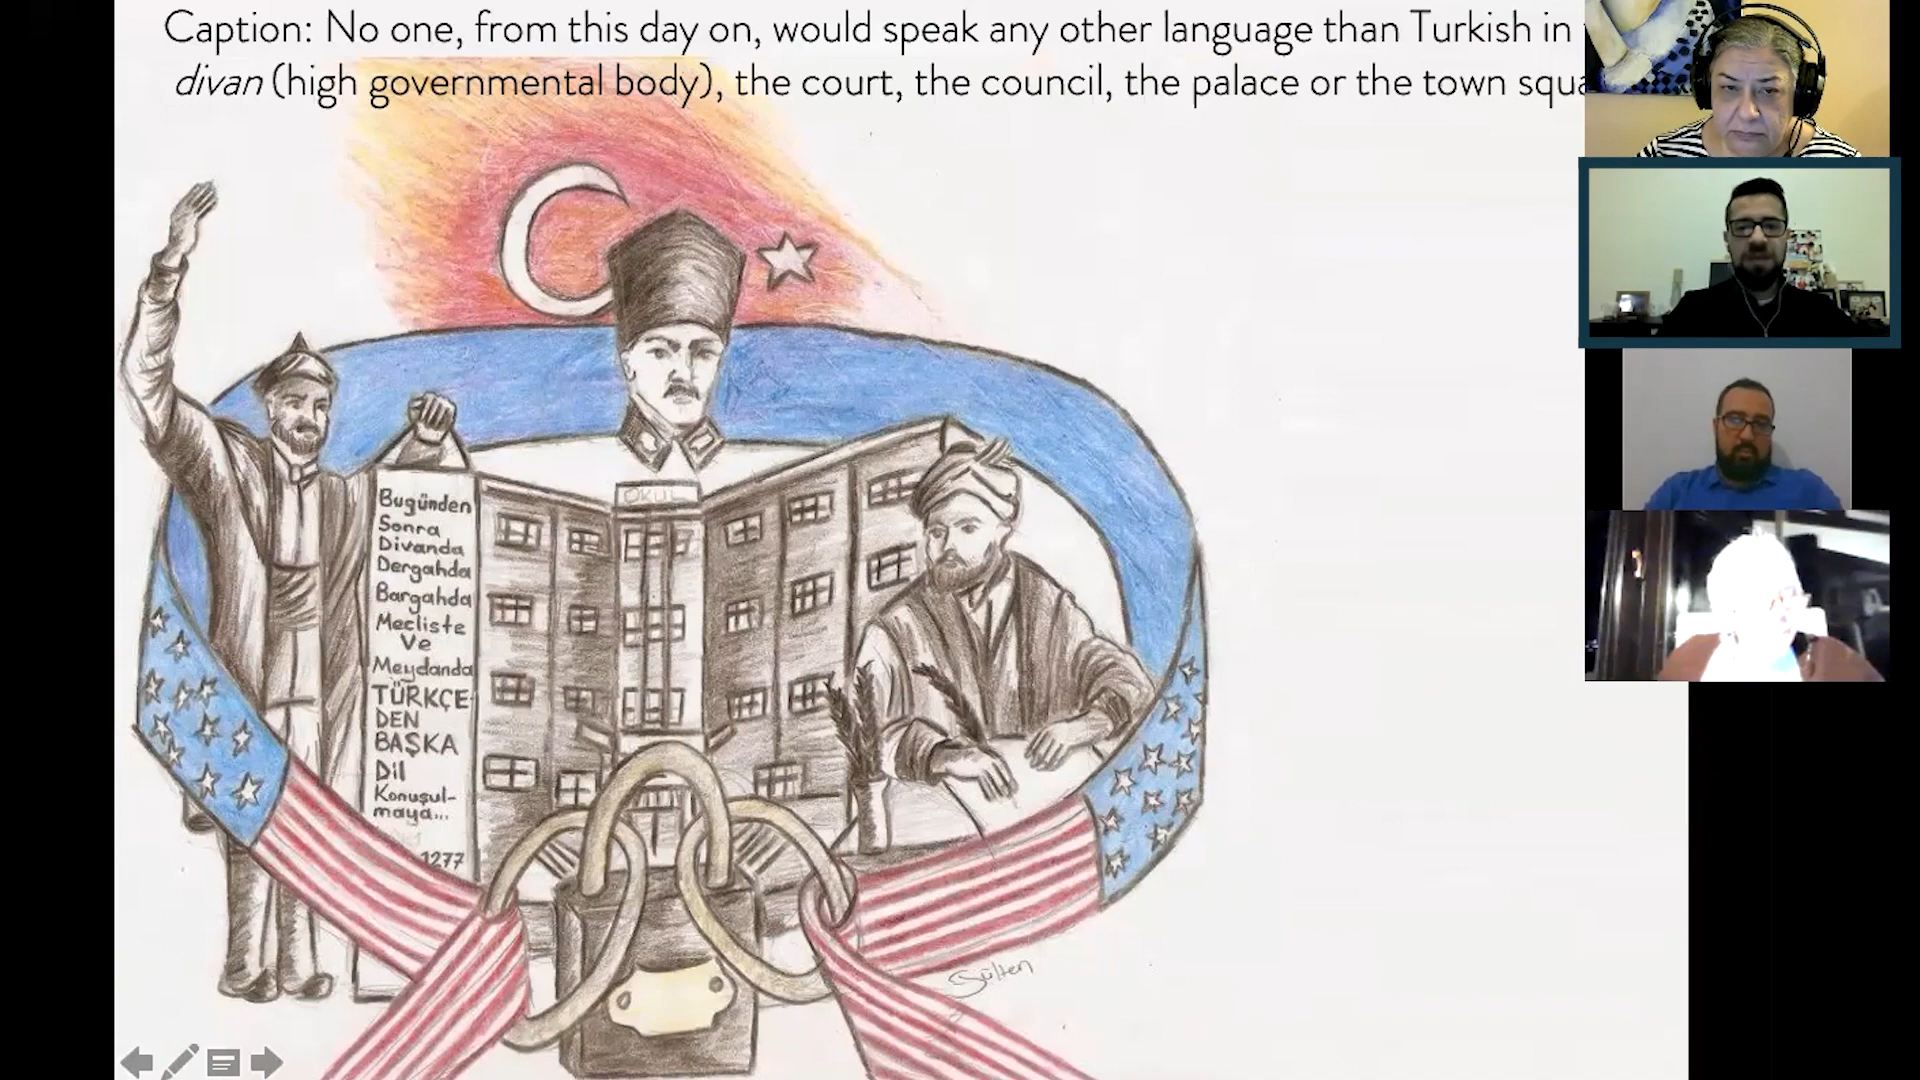 Caption: No one, from this day on, would speak any other language than Turkish in
divan (high governmental body), the court, the council, the palace or the town squa
Bugünden
Sonra
Divanda
Dergahda
Bargahda
Mecliste
Ve
Meydanda
TÜRKÇE
DEN
BAŞKA
Dil
Konuşul-
maya...
1277
OKUL
Sülten